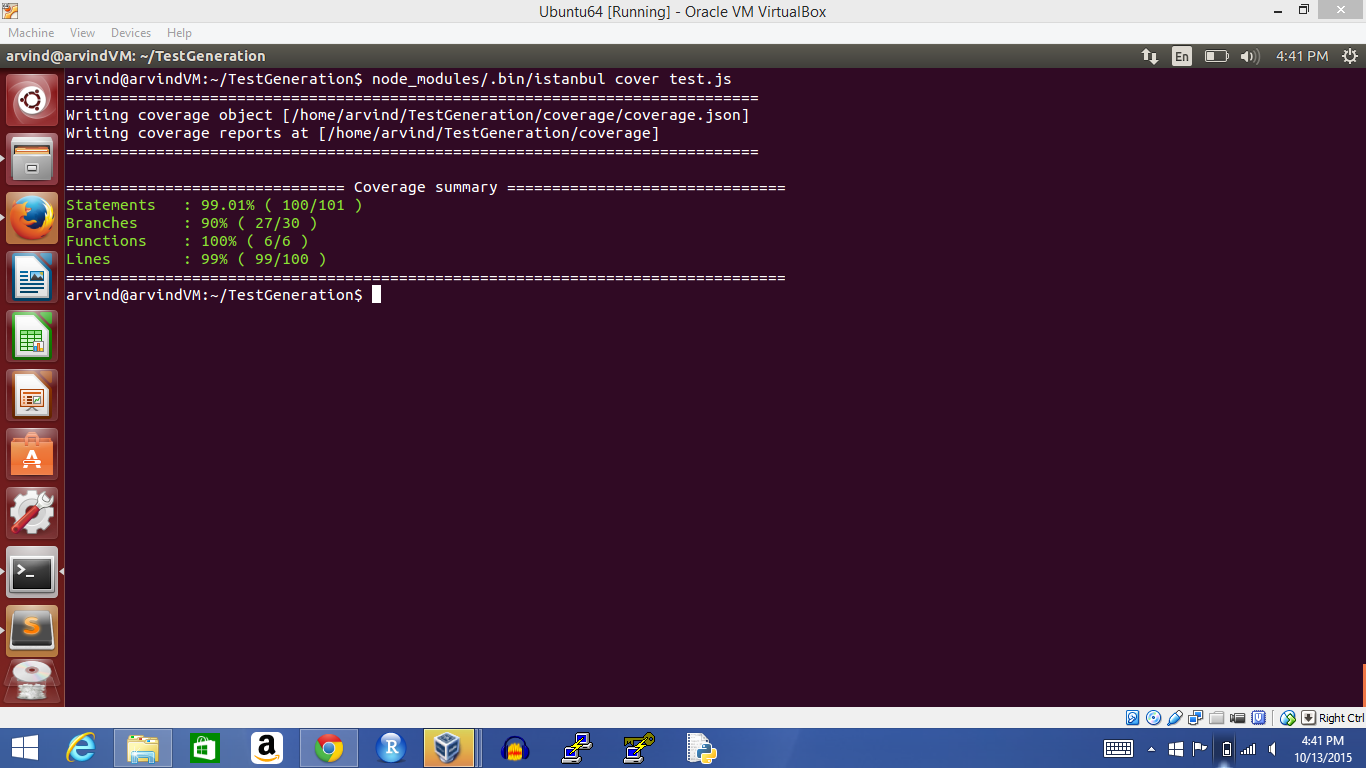 Ubuntu64 [Running] - Oracle VM VirtualBox
Machine View Devices Help
arvind@arvindVM: ~/TestGeneration
En
4:41 PM
arvind@arvindVM:~/TestGeneration$ node_modules/.bin/istanbul cover test.js
=============================================================================
Writing coverage object [/home/arvind/TestGeneration/coverage/coverage.json]
Writing coverage reports at [/home/arvind/TestGeneration/coverage]
=============================================================================
=============================== Coverage summary ===============================
Statements   : 99.01% ( 100/101 )
Branches     : 90% ( 27/30 )
Functions    : 100% ( 6/6 )
Lines        : 99% ( 99/100 )
================================================================================
arvind@arvindVM:~/TestGeneration$
Right Ctrl
4:41 PM
10/13/2015